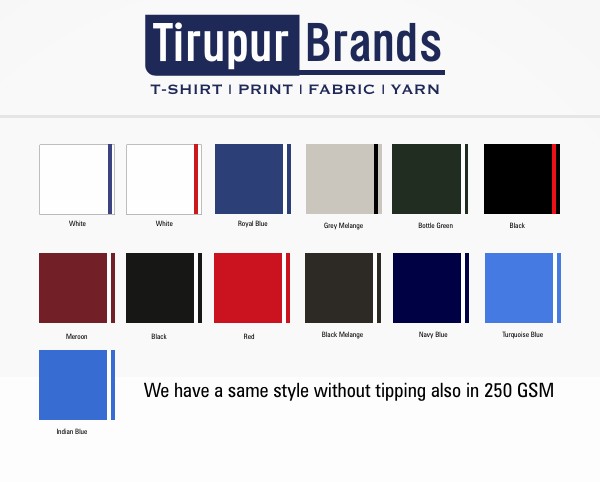 Tirupur Brands
T-SHIRT | PRINT | FABRIC | YARN
White
White
Royal Blue
Grey Melange
Bottle Green
Black
Meroon
Black
Red
Black Melange
Navy Blue
Turquoise Blue
We have a same style without tipping also in 250 GSM
Indian Blue